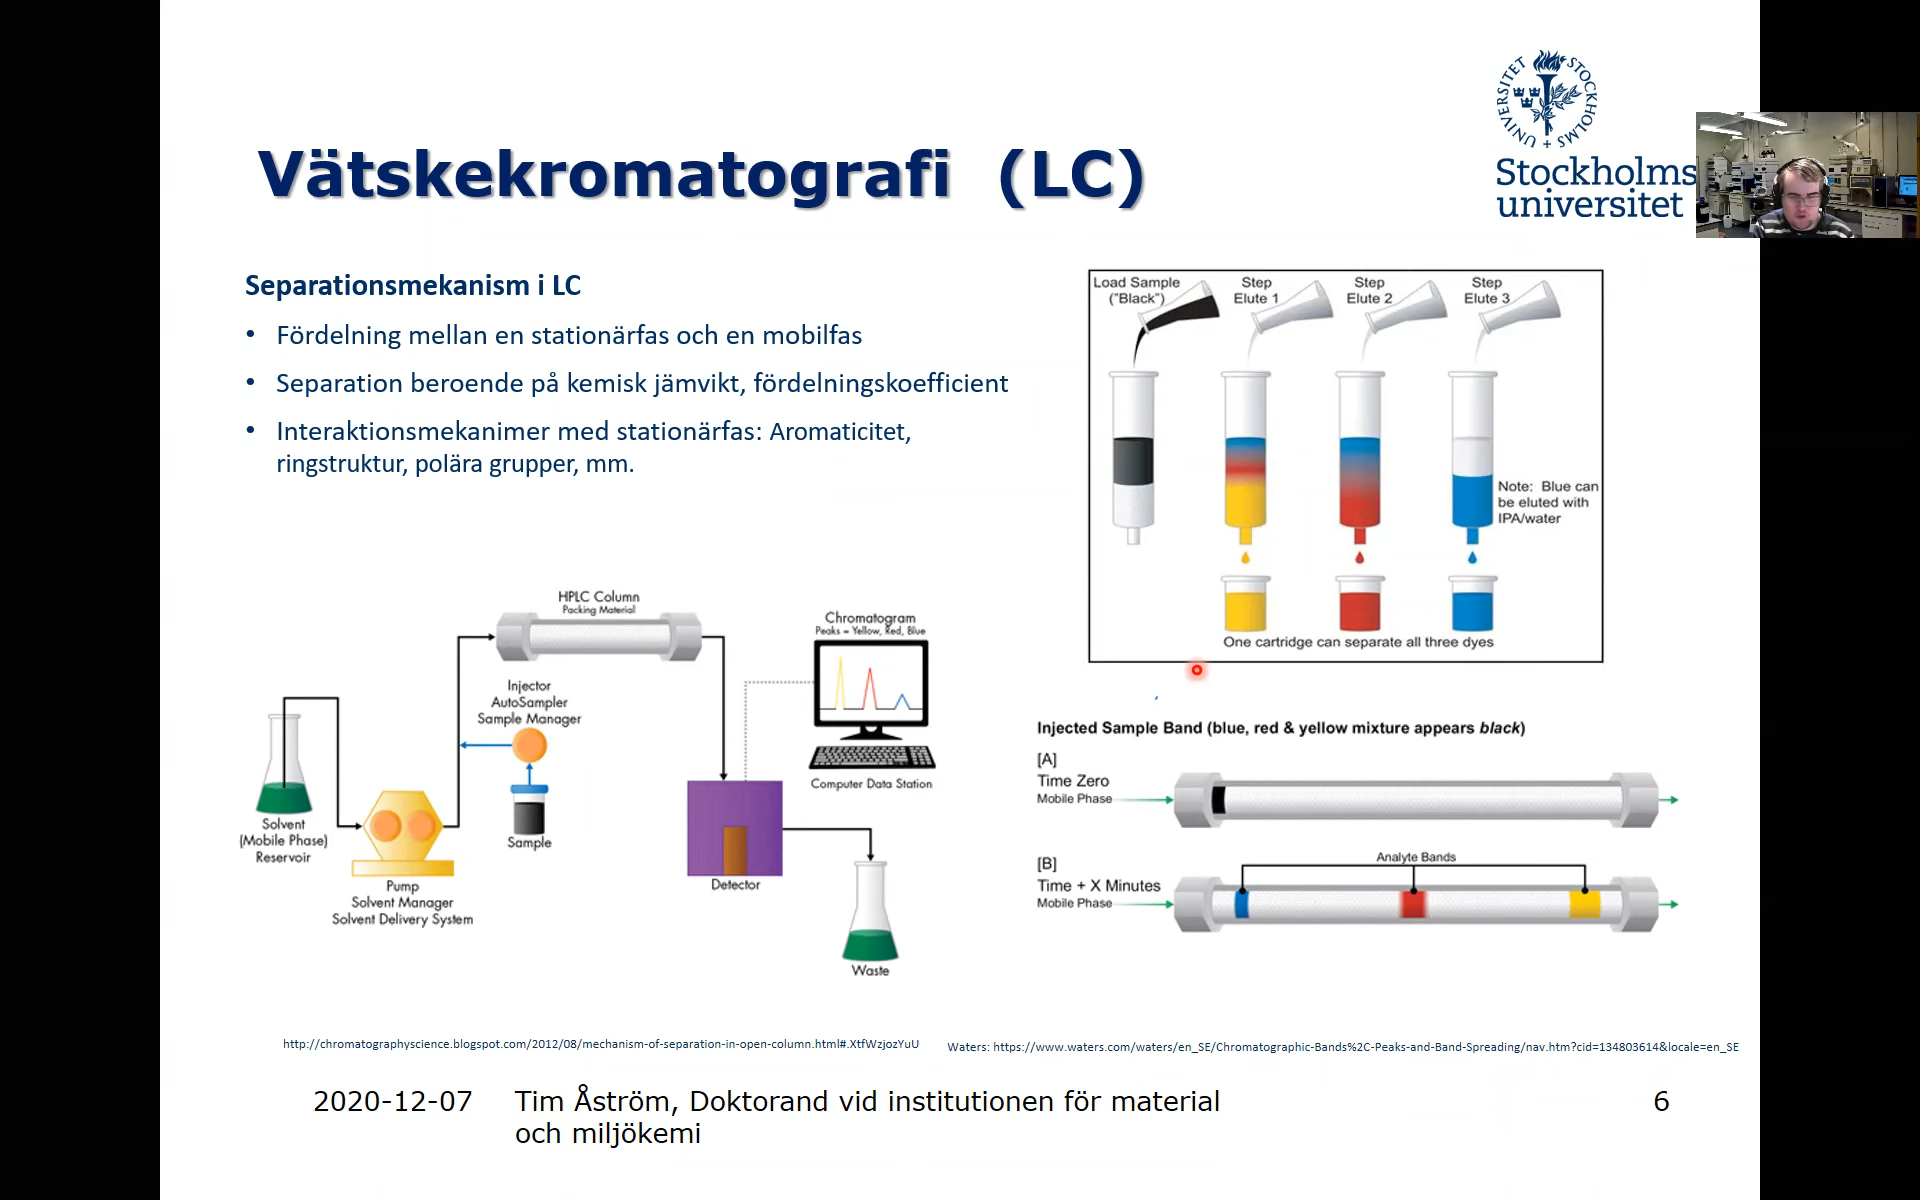 Vätskekromatografi (LC)
UNIVERSITET STOCKHOLMS
Stockholms
universitet
Separationsmekanism i LC
• Fördelning mellan en stationärfas och en mobilfas
• Separation beroende på kemisk jämvikt, fördelningskoefficient
• Interaktionsmekanimer med stationärfas: Aromaticitet,
ringstruktur, polära grupper, mm.
Load Sample
("Black")
Step
Elute 1
Step
Elute 2
Step
Elute 3
Note: Blue can
be eluted with
IPA/water
One cartridge can separate all three dyes
HPLC Column
Packing Material
Chromatogram
Peaks = Yellow, Red, Blue
Injector
AutoSampler
Sample Manager
Computer Data Station
Solvent
(Mobile Phase)
Reservoir
Sample
Pump
Solvent Manager
Solvent Delivery System
Detector
Waste
Injected Sample Band (blue, red & yellow mixture appears black)
[A]
Time Zero
Mobile Phase
[B]
Time + X Minutes
Mobile Phase
Analyte Bands
http://chromatographyscience.blogspot.com/2012/08/mechanism-of-separation-in-open-column.html#.XtfWzjozYuU
Waters: https://www.waters.com/waters/en_SE/Chromatographic-Bands%2C-Peaks-and-Band-Spreading/nav.htm?cid=134803614&locale=en_SE
2020-12-07
Tim Åström, Doktorand vid institutionen för material
och miljökemi
6